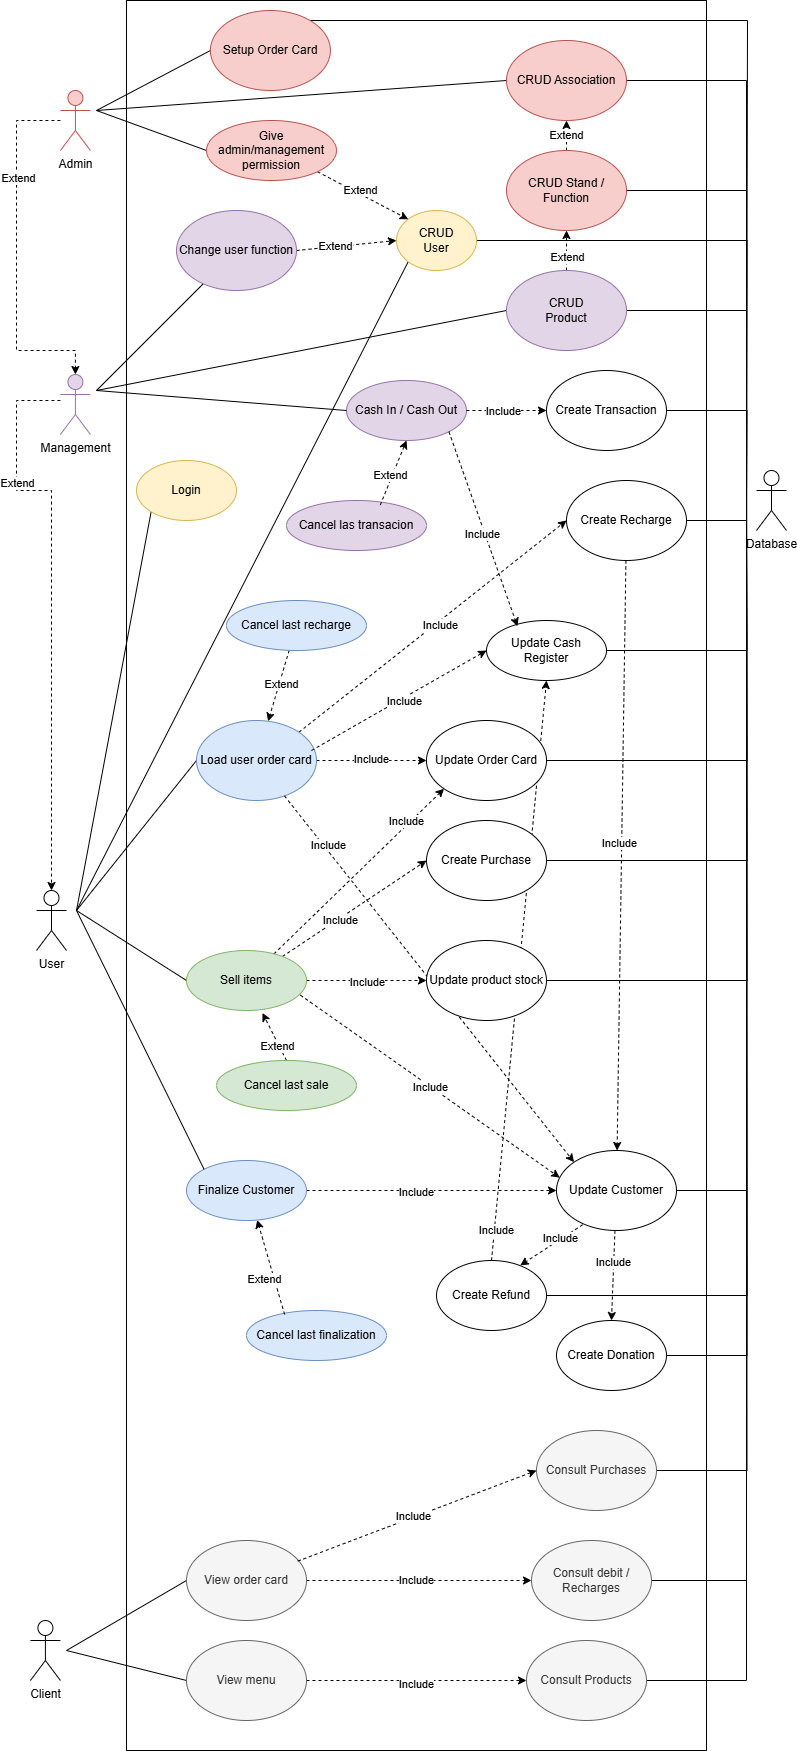 Setup Order Card
CRUD Association
Admin
Give
admin/management
permission
Extend
Extend
Extend
CRUD Stand /
Function
CRUD
User
Change user function
Extend
Extend
CRUD
Product
Management
Cash In / Cash Out
Include
Create Transaction
Extend
Extend
Login
Cancel las transacion
Include
Create Recharge
Database
Cancel last recharge
Include
Update Cash
Register
Extend
Include
Load user order card
Include
Update Order Card
Include
Include
Include
Create Purchase
Include
User
Sell items
Include
Update product stock
Extend
Cancel last sale
Include
Finalize Customer
Include
Update Customer
Include
Include
Include
Extend
Create Refund
Cancel last finalization
Create Donation
Consult Purchases
Include
View order card
Include
Consult debit /
Recharges
Client
View menu
Include
Consult Products